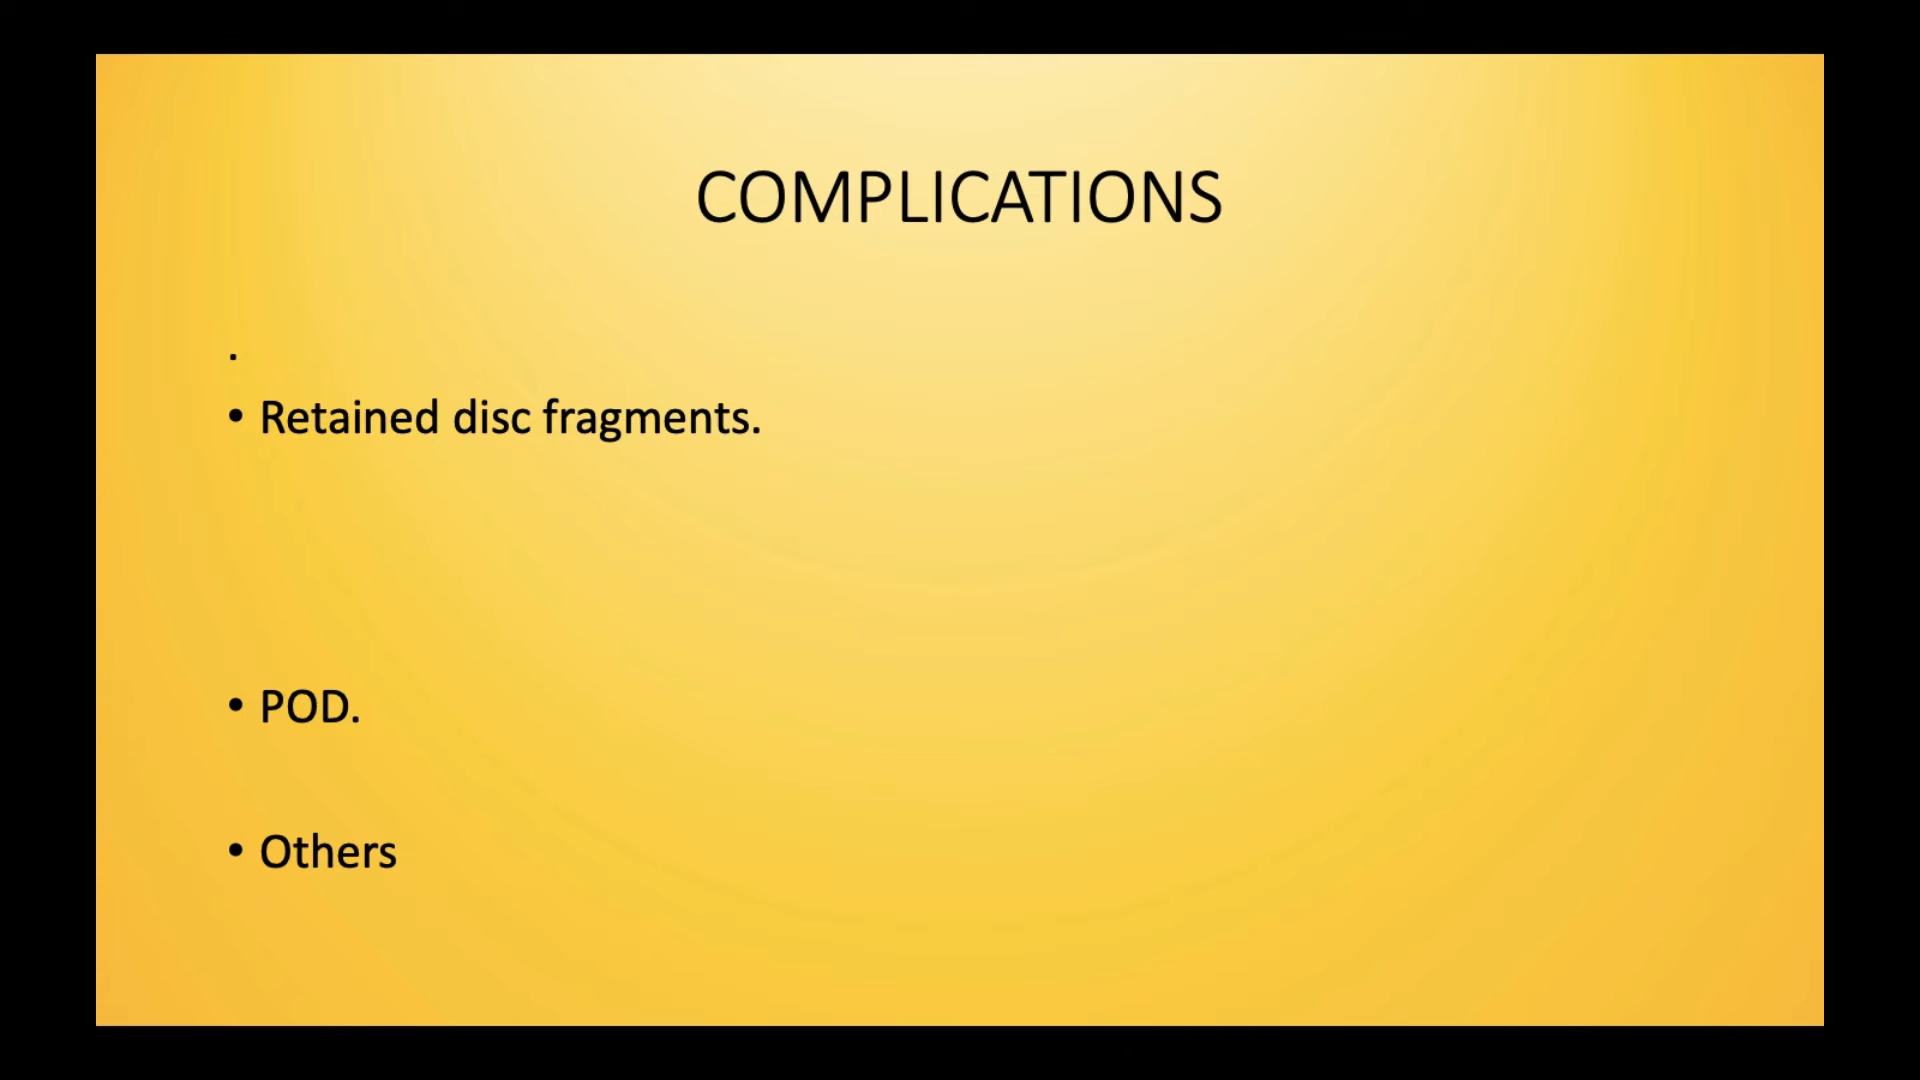 COMPLICATIONS
.
• Retained disc fragments.
• POD.
• Others